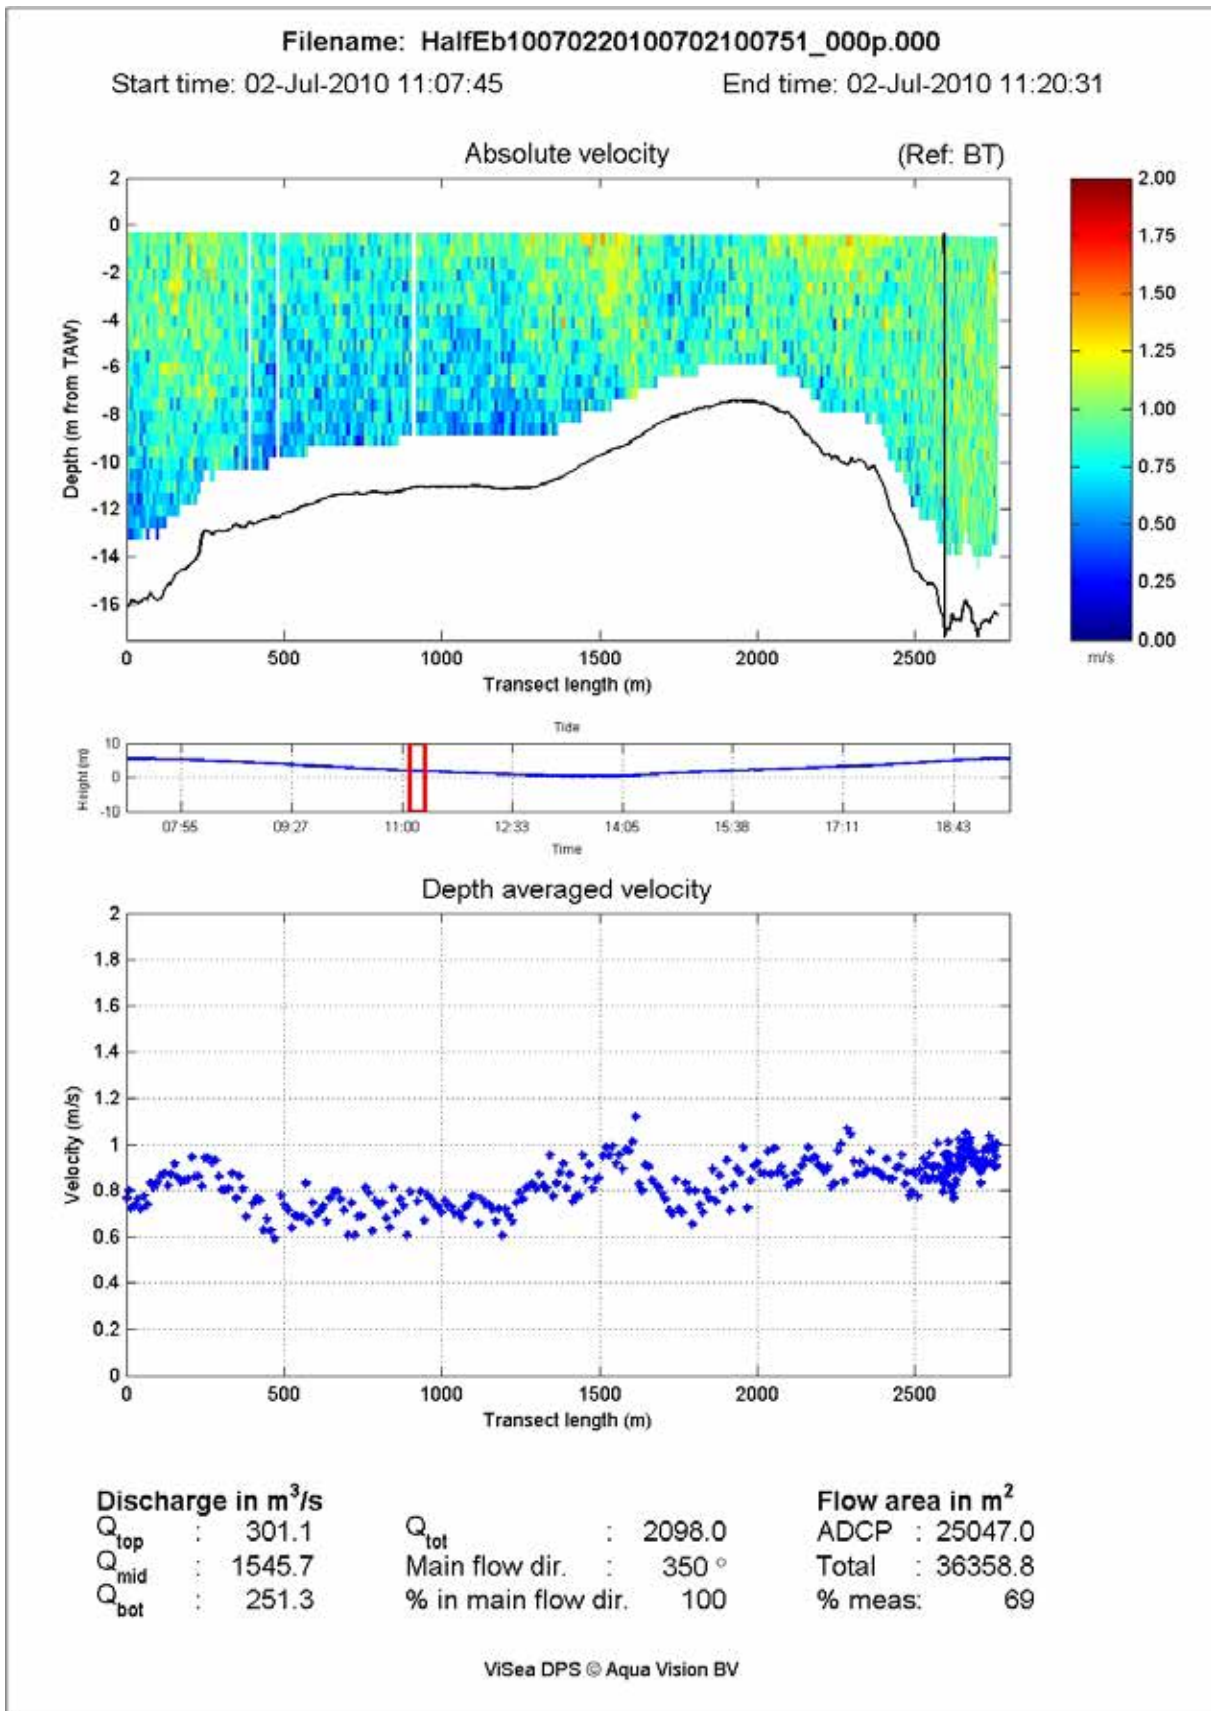 Filename: HalfEb10070220100702100751_000p.000
Start time: 02-Jul-2010 11:07:45 End time: 02-Jul-2010 11:20:31
Absolute velocity (Ref: BT)
Depth (m from TAW)
2
0
-2
-4
-6
-8
-10
-12
-14
-16
0 500 1000 1500 2000 2500
Transect length (m)
2.00
1.75
1.50
1.25
1.00
0.75
0.50
0.25
0.00
m/s
Tide
Height (m)
10
0
-10
07:55 09:27 11:00 12:33 14:05 15:38 17:11 18:43
Time
Depth averaged velocity
Velocity (m/s)
2
1.8
1.6
1.4
1.2
1
0.8
0.6
0.4
0.2
0
0 500 1000 1500 2000 2500
Transect length (m)
Discharge in m³/s Flow area in m²
Q_top : 301.1 Q_tot : 2098.0 ADCP : 25047.0
Q_mid : 1545.7 Main flow dir. : 350 ° Total : 36358.8
Q_bot : 251.3 % in main flow dir. 100 % meas: 69
ViSea DPS © Aqua Vision BV